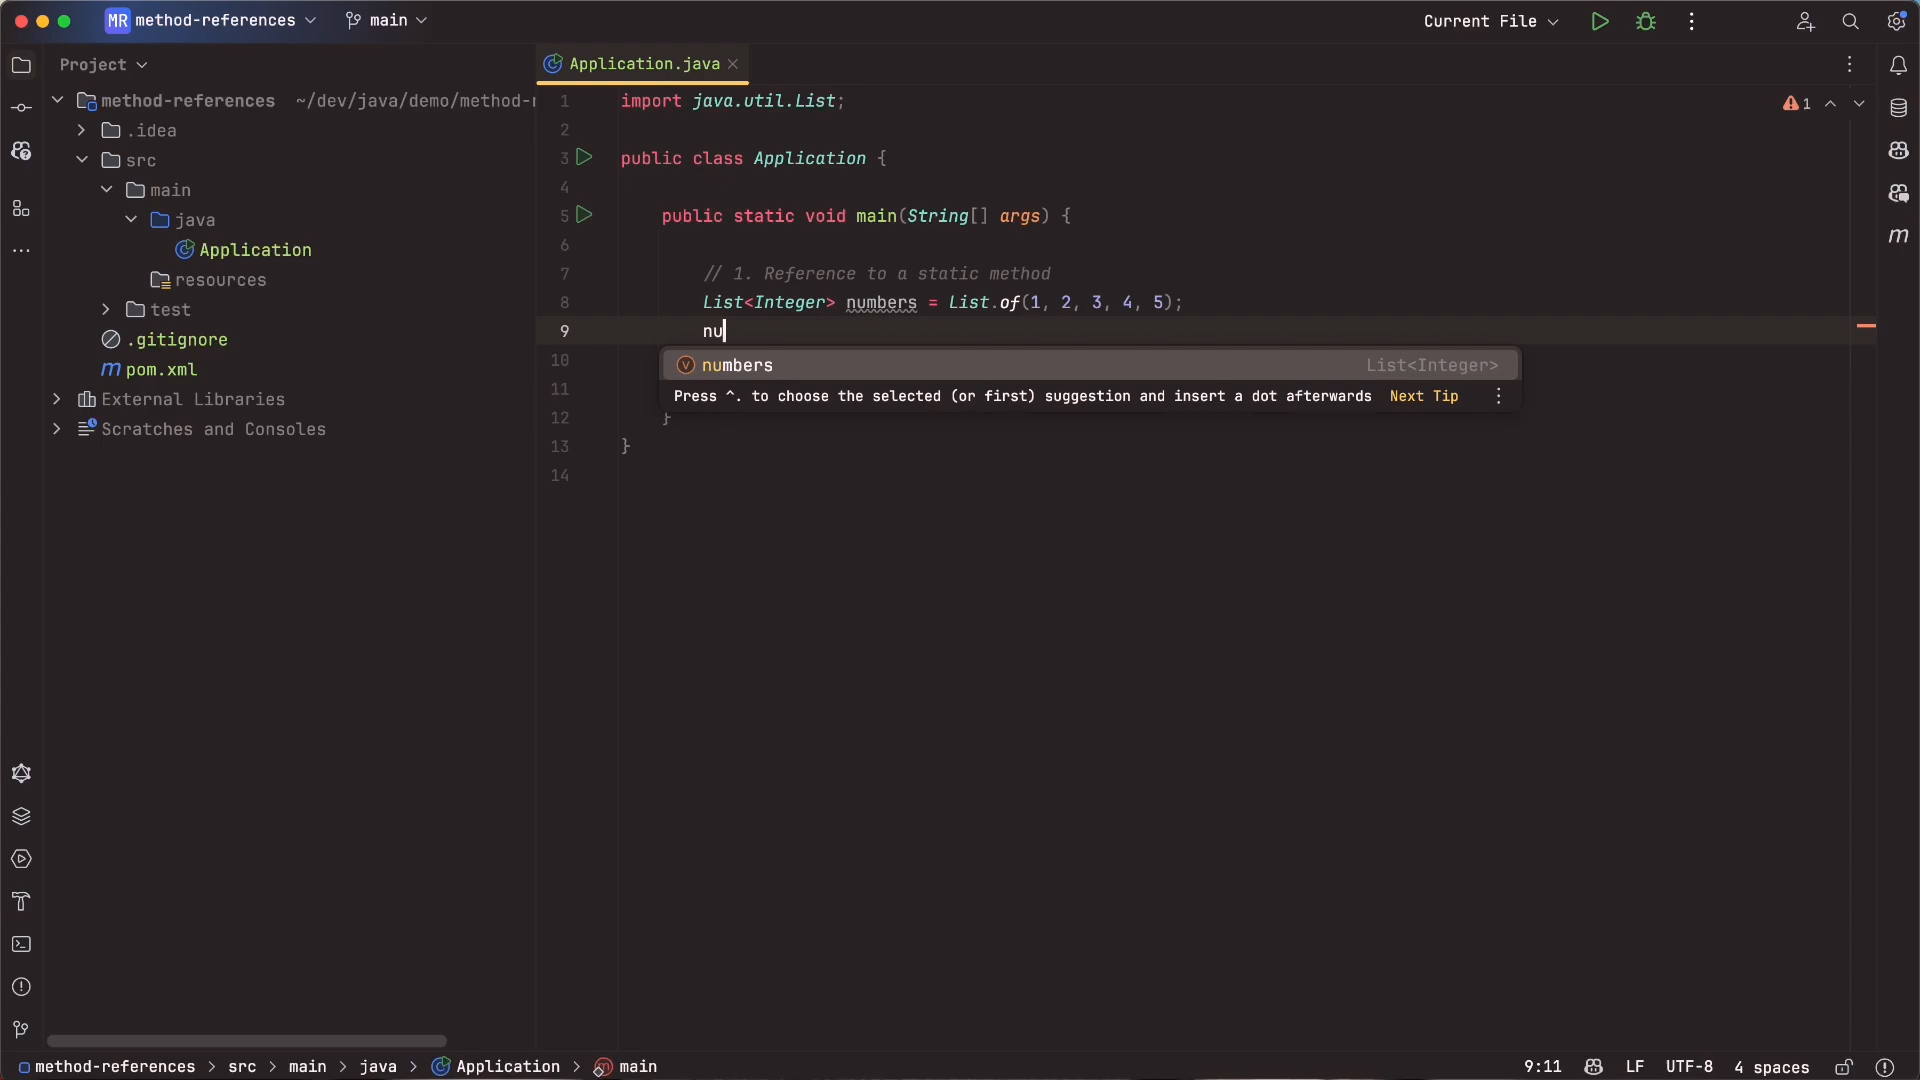 MR method-references main Current File
Project
method-references ~/dev/java/demo/method-r
.idea
src
main
java
Application
resources
test
.gitignore
m pom.xml
External Libraries
Scratches and Consoles
Application.java
1 import java.util.List;
2
3 public class Application {
4
5 public static void main(String[] args) {
6
7 // 1. Reference to a static method
8 List<Integer> numbers = List.of(1, 2, 3, 4, 5);
9 nu
10
11
12 }
13 }
14
numbers List<Integer>
Press ^. to choose the selected (or first) suggestion and insert a dot afterwards Next Tip
1
m
method-references > src > main > java > Application > main 9:11 LF UTF-8 4 spaces